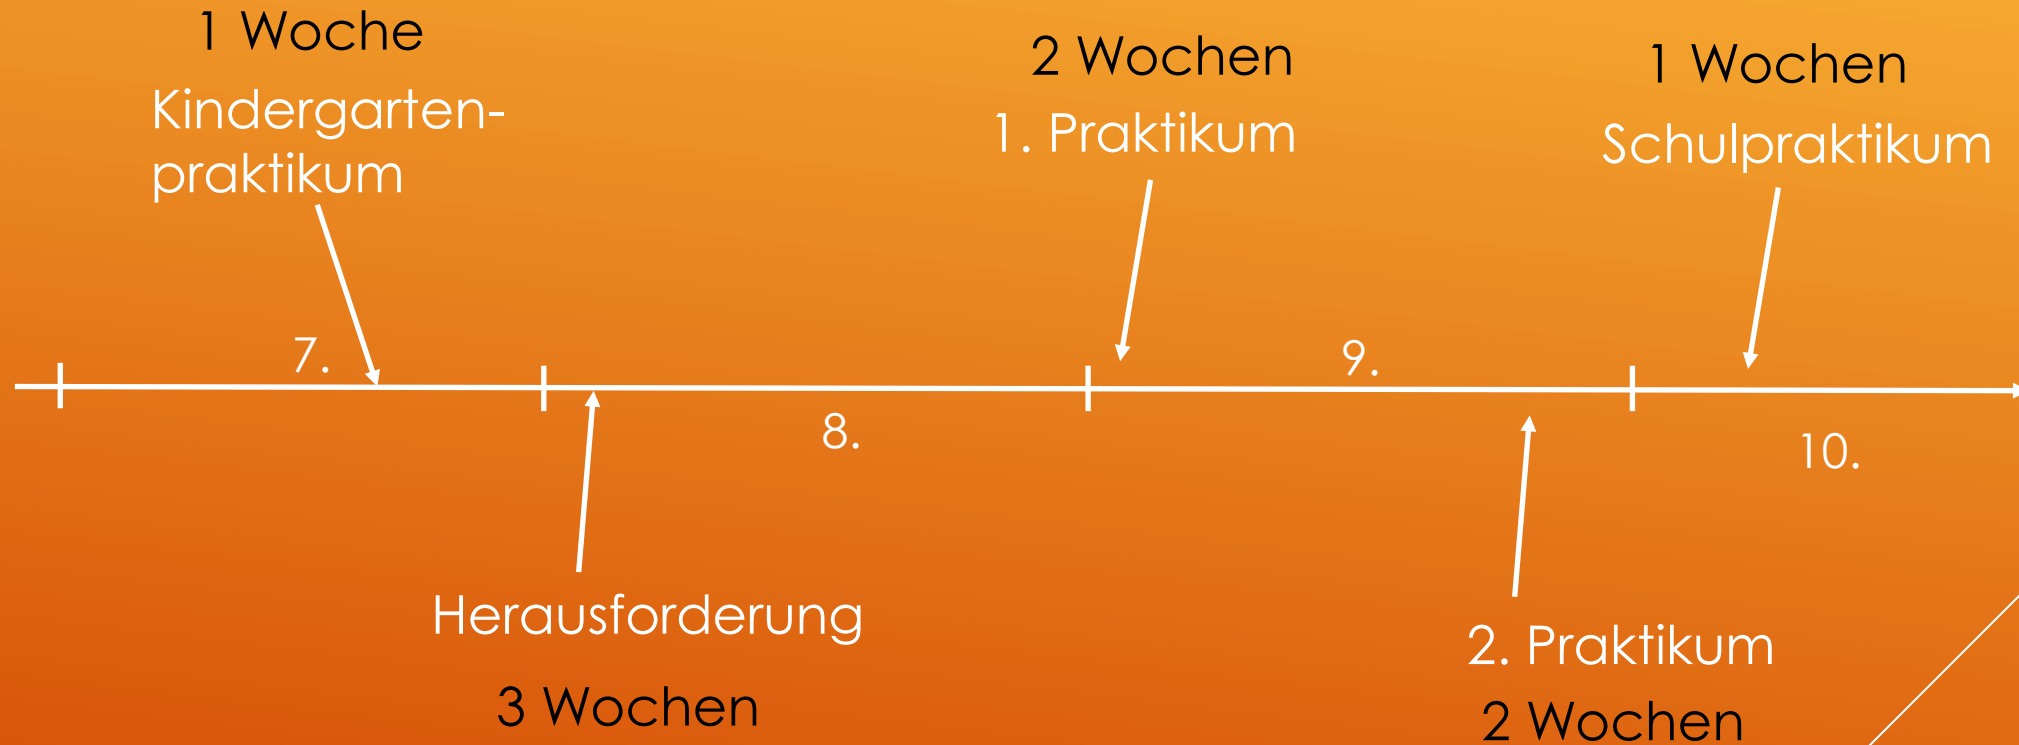 1 Woche
Kindergarten-
praktikum
2 Wochen
1. Praktikum
1 Wochen
Schulpraktikum
7.
8.
9.
10.
Herausforderung
3 Wochen
2. Praktikum
2 Wochen